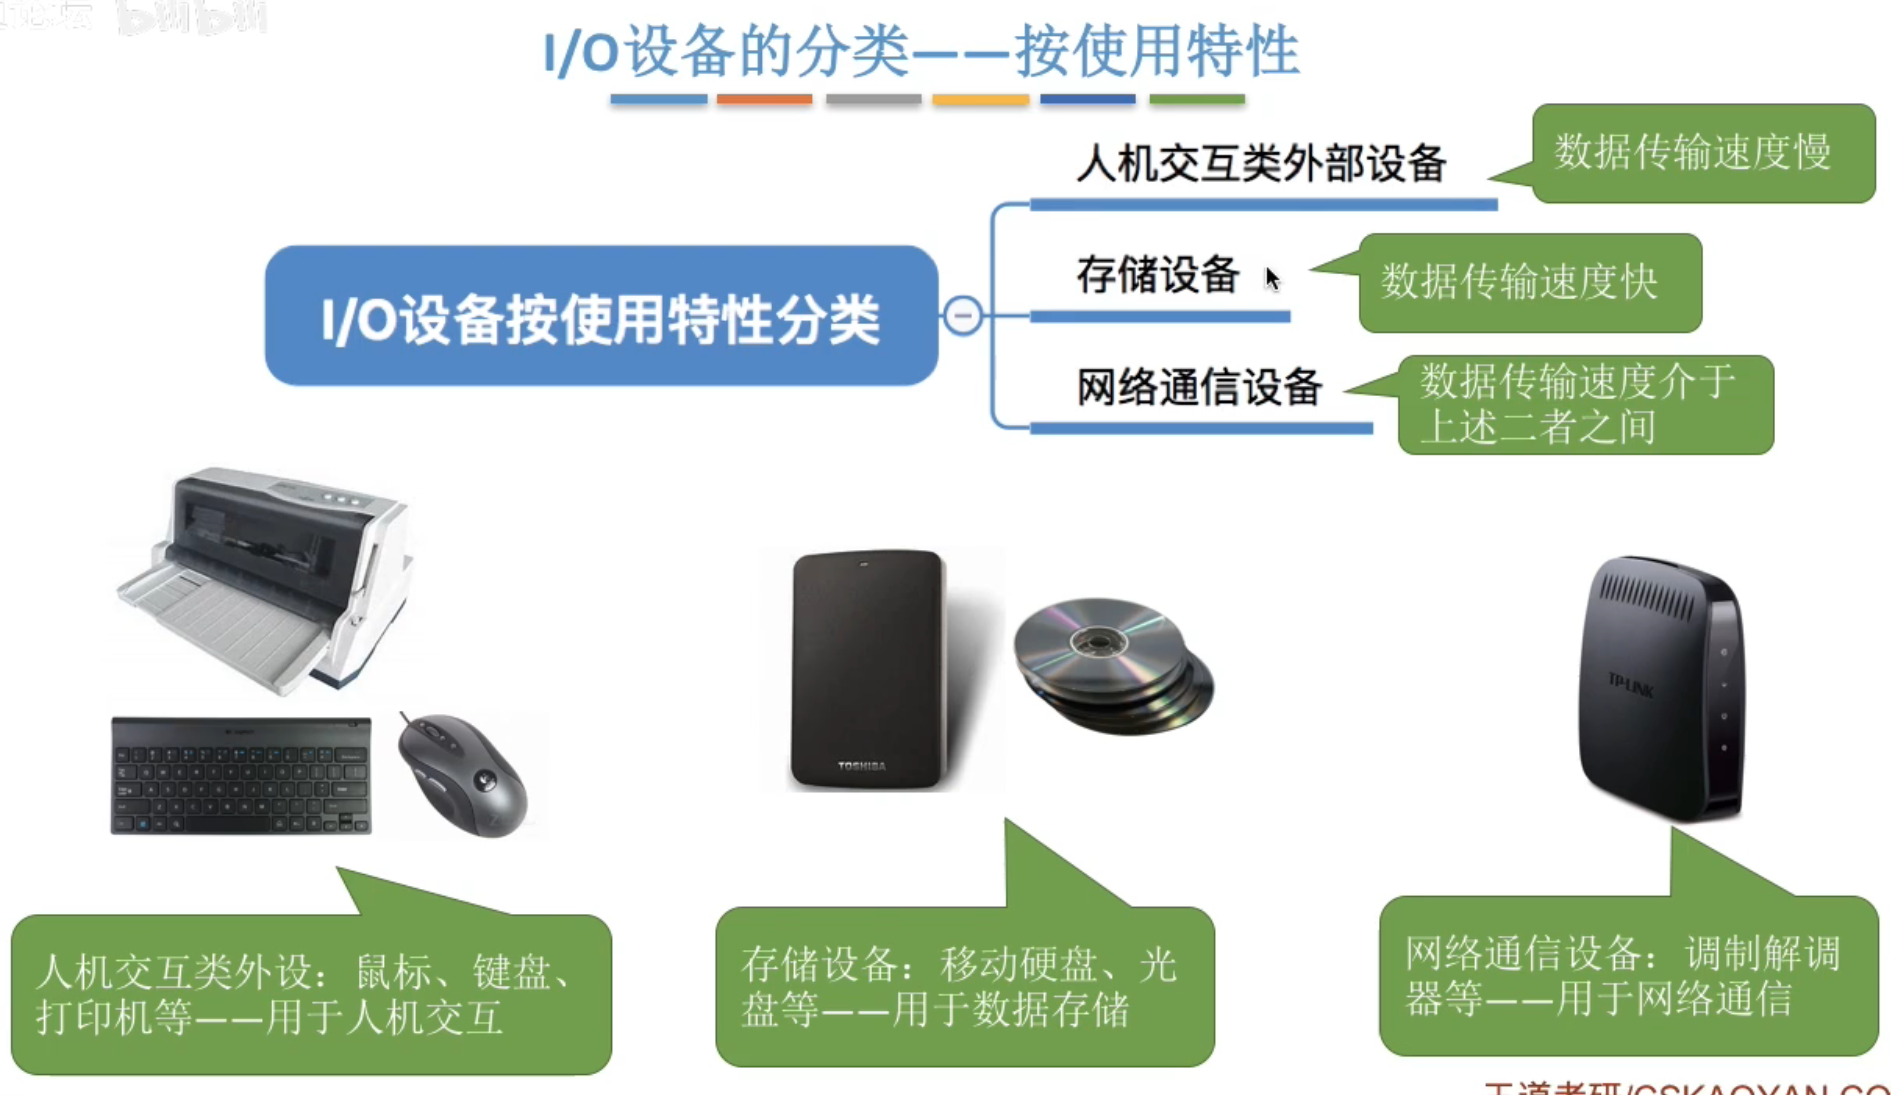 I/O设备的分类——按使用特性
人机交互类外部设备
数据传输速度慢
存储设备
数据传输速度快
I/O设备按使用特性分类
网络通信设备
数据传输速度介于
上述二者之间
TOSHIBA
TP-LINK
人机交互类外设：鼠标、键盘、
打印机等——用于人机交互
存储设备：移动硬盘、光
盘等——用于数据存储
网络通信设备：调制解调
器等——用于网络通信
王道考研/CSKAOYAN.CO